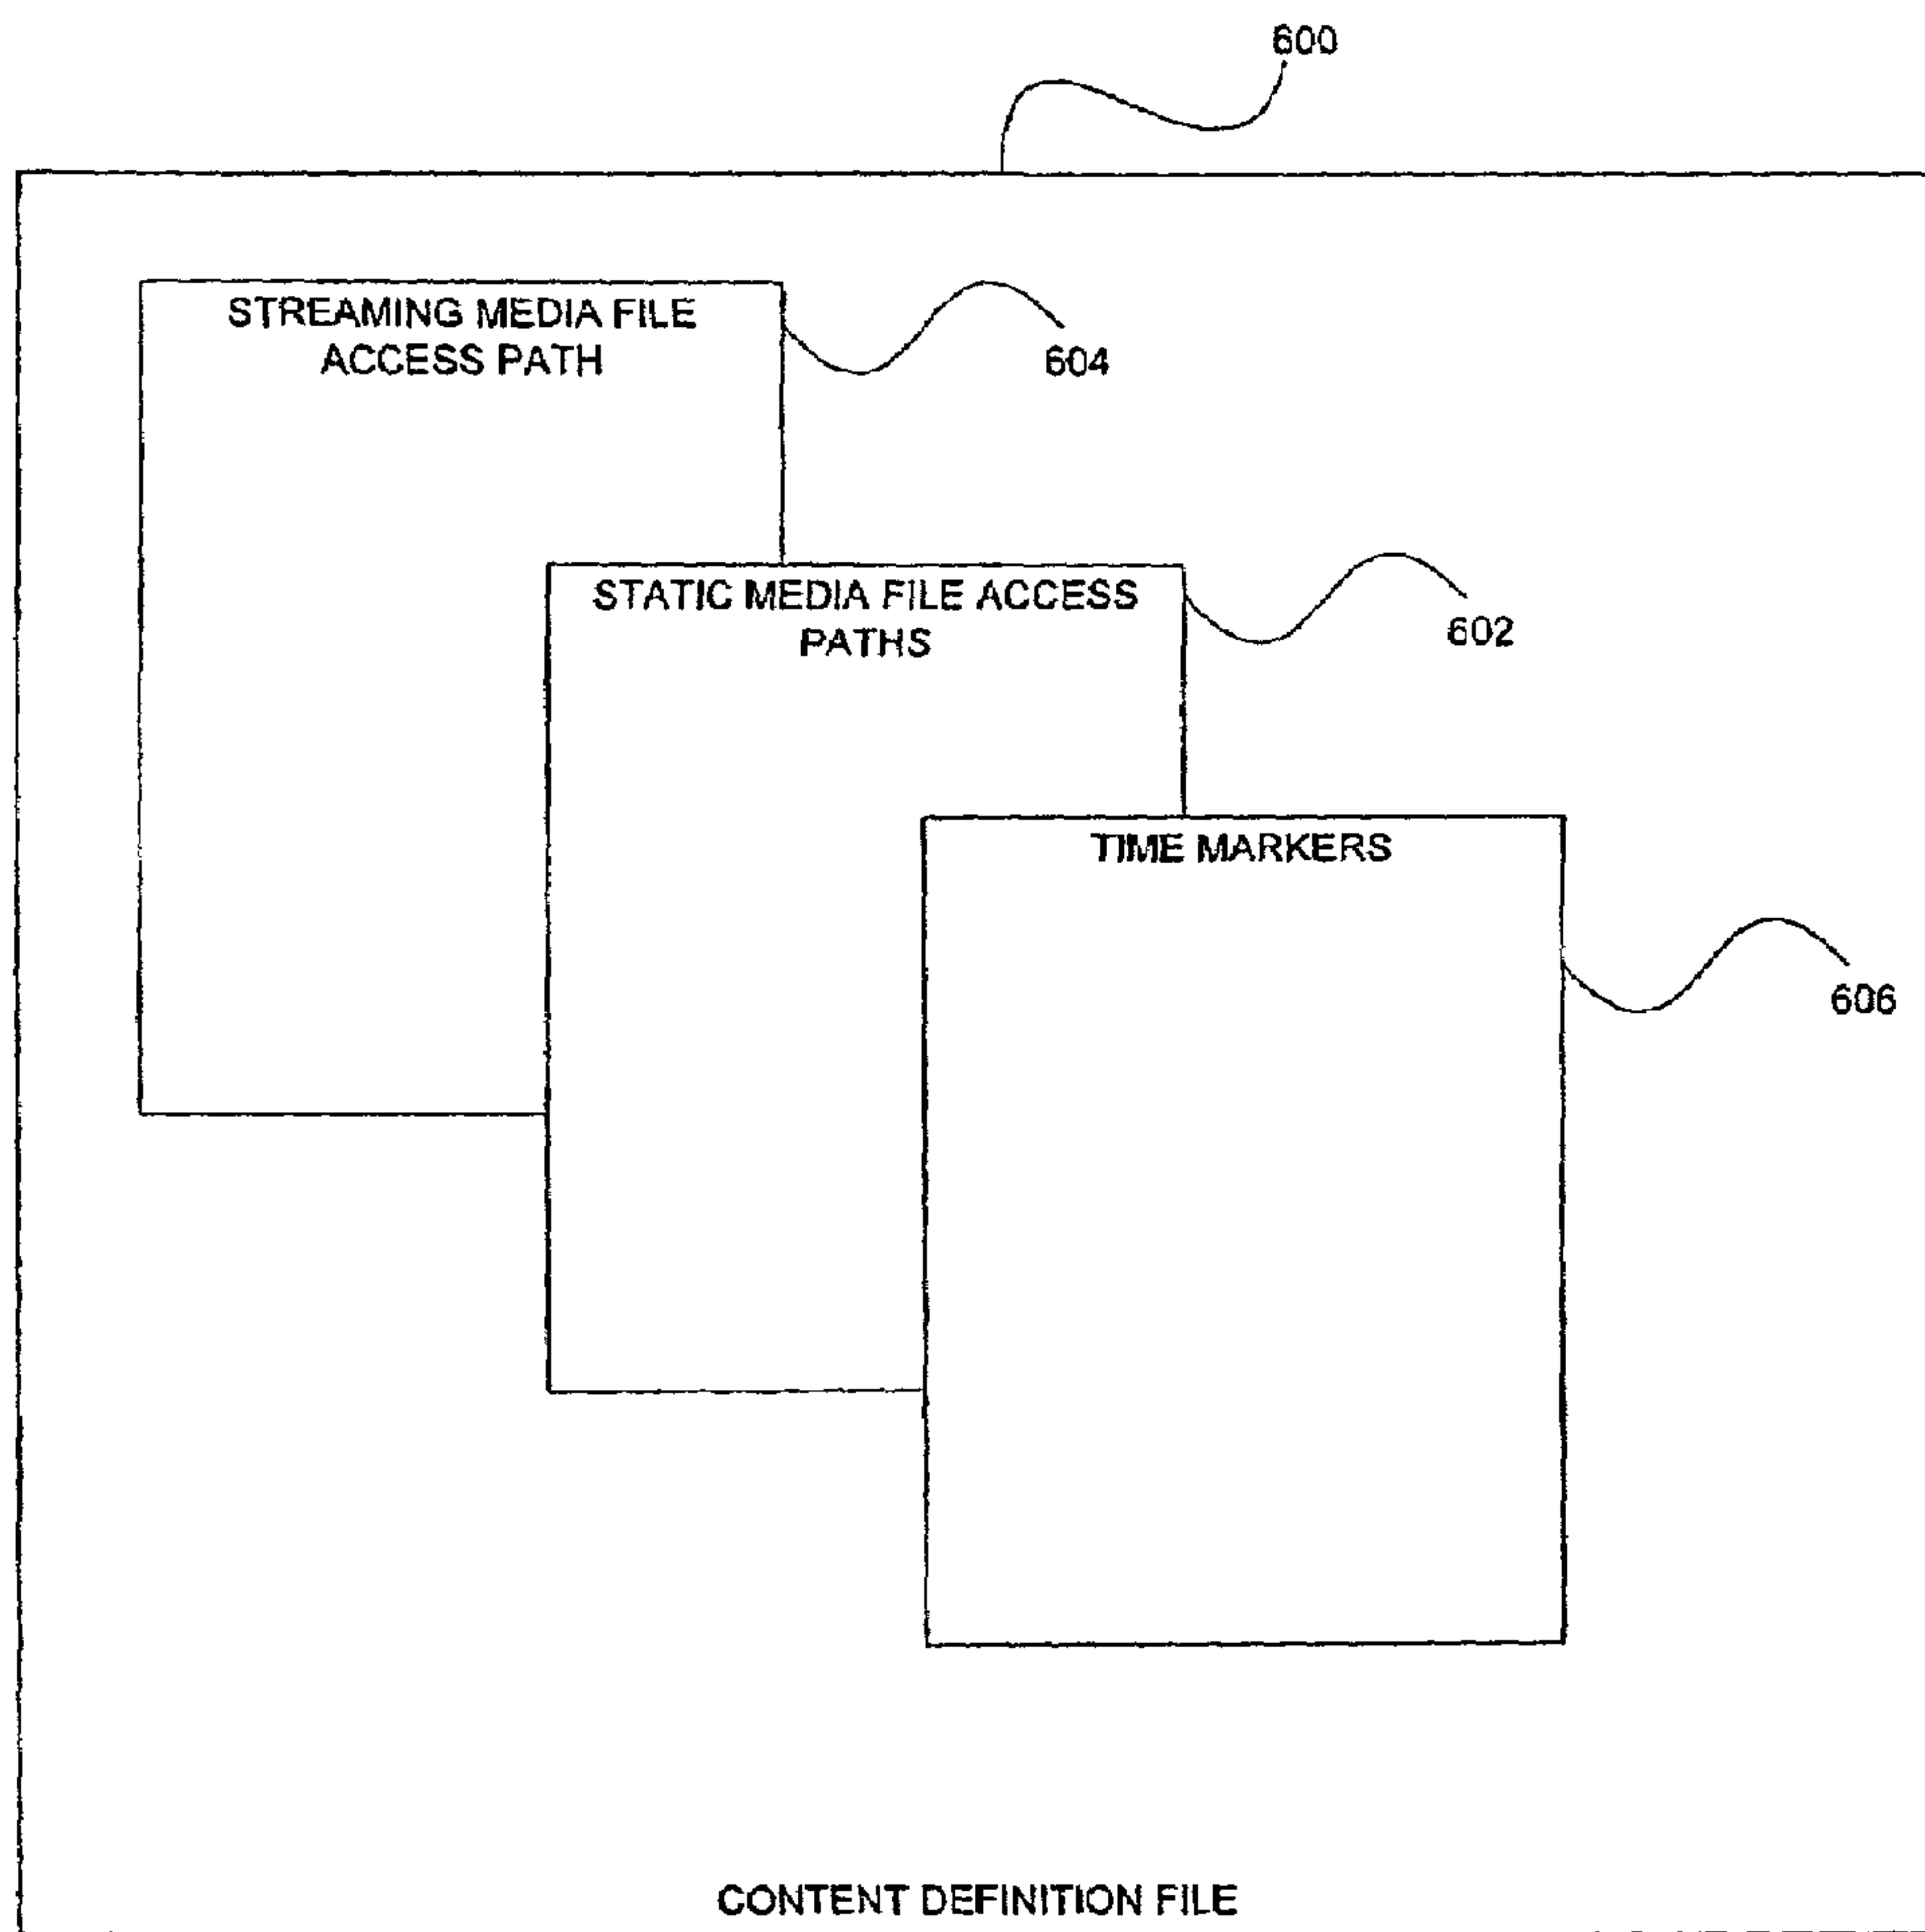 600
STREAMING MEDIA FILE
ACCESS PATH
604
STATIC MEDIA FILE ACCESS
PATHS
602
TIME MARKERS
606
CONTENT DEFINITION FILE